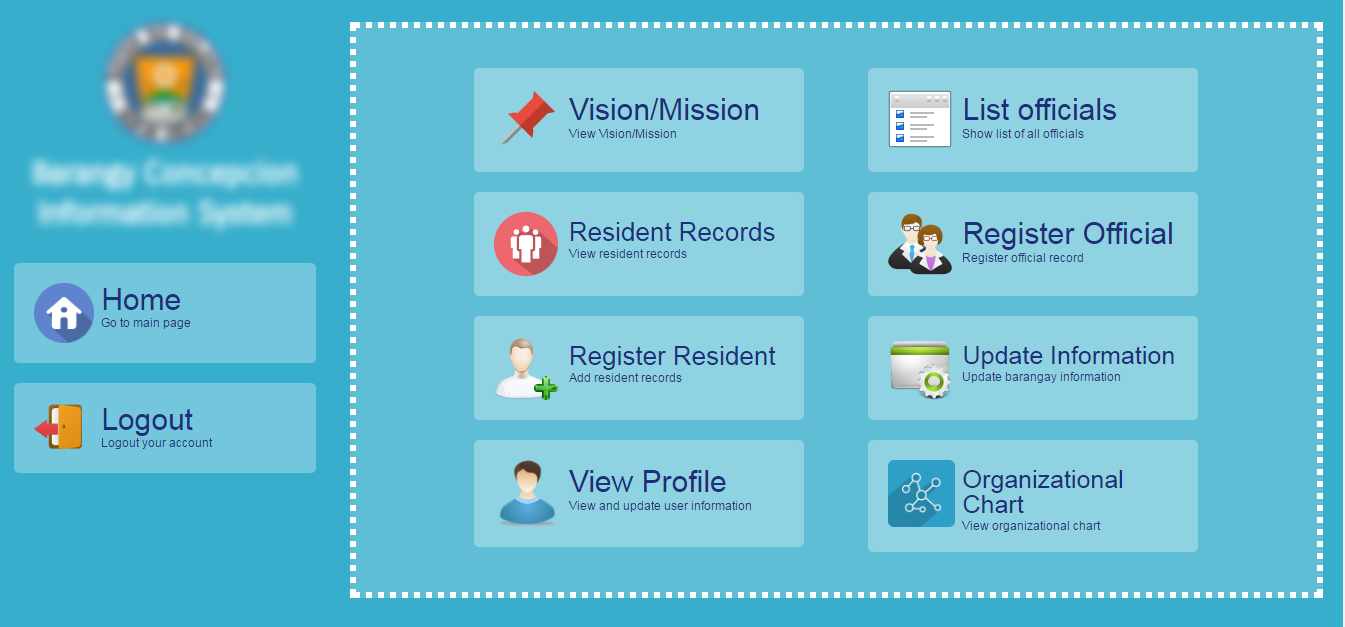 Barangy Concepcion
Information System
Home
Go to main page
Logout
Logout your account
Vision/Mission
View Vision/Mission
List officials
Show list of all officials
Resident Records
View resident records
Register Official
Register official record
Register Resident
Add resident records
Update Information
Update barangay information
View Profile
View and update user information
Organizational
Chart
View organizational chart